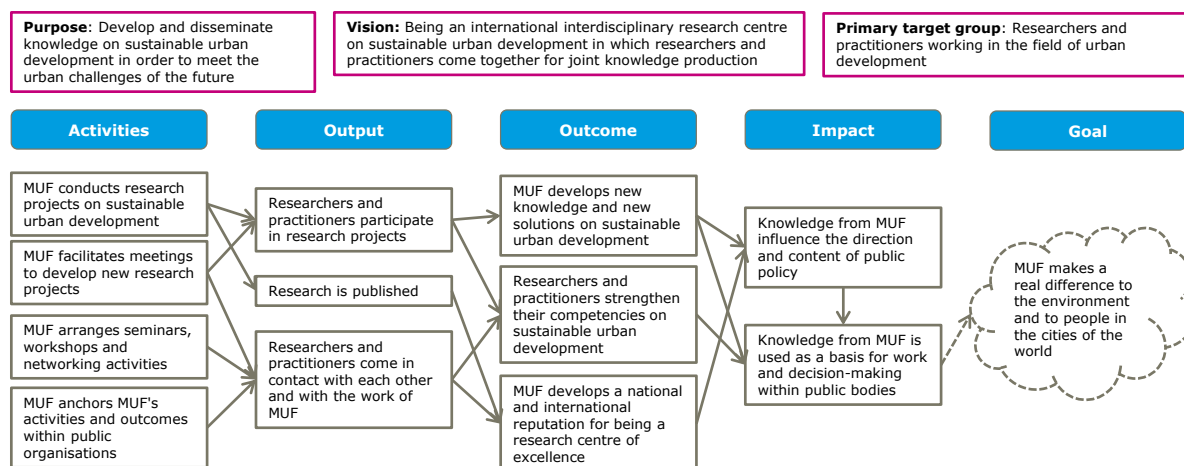 Purpose: Develop and disseminate
knowledge on sustainable urban
development in order to meet the
urban challenges of the future
Vision: Being an international interdisciplinary research centre
on sustainable urban development in which researchers and
practitioners come together for joint knowledge production
Primary target group: Researchers
and practitioners working in the field of urban
development
Activities
Output
Outcome
Impact
Goal
MUF conducts research
projects on sustainable
urban development
MUF facilitates meetings
to develop new research
projects
MUF arranges seminars,
workshops and
networking activities
MUF anchors MUF's
activities and outcomes
within public
organisations
Researchers and
practitioners participate
in research projects
Research is published
Researchers and
practitioners come in
contact with each other
and with the work of
MUF
MUF develops new
knowledge and new
solutions on sustainable
urban development
Researchers and
practitioners strengthen
their competencies on
sustainable urban
development
MUF develops a national
and international
reputation for being a
research centre of
excellence
Knowledge from MUF
influence the direction
and content of public
policy
Knowledge from MUF is
used as a basis for work
and decision-making
within public bodies
MUF makes a
real difference to
the environment
and to people in
the cities of the
world